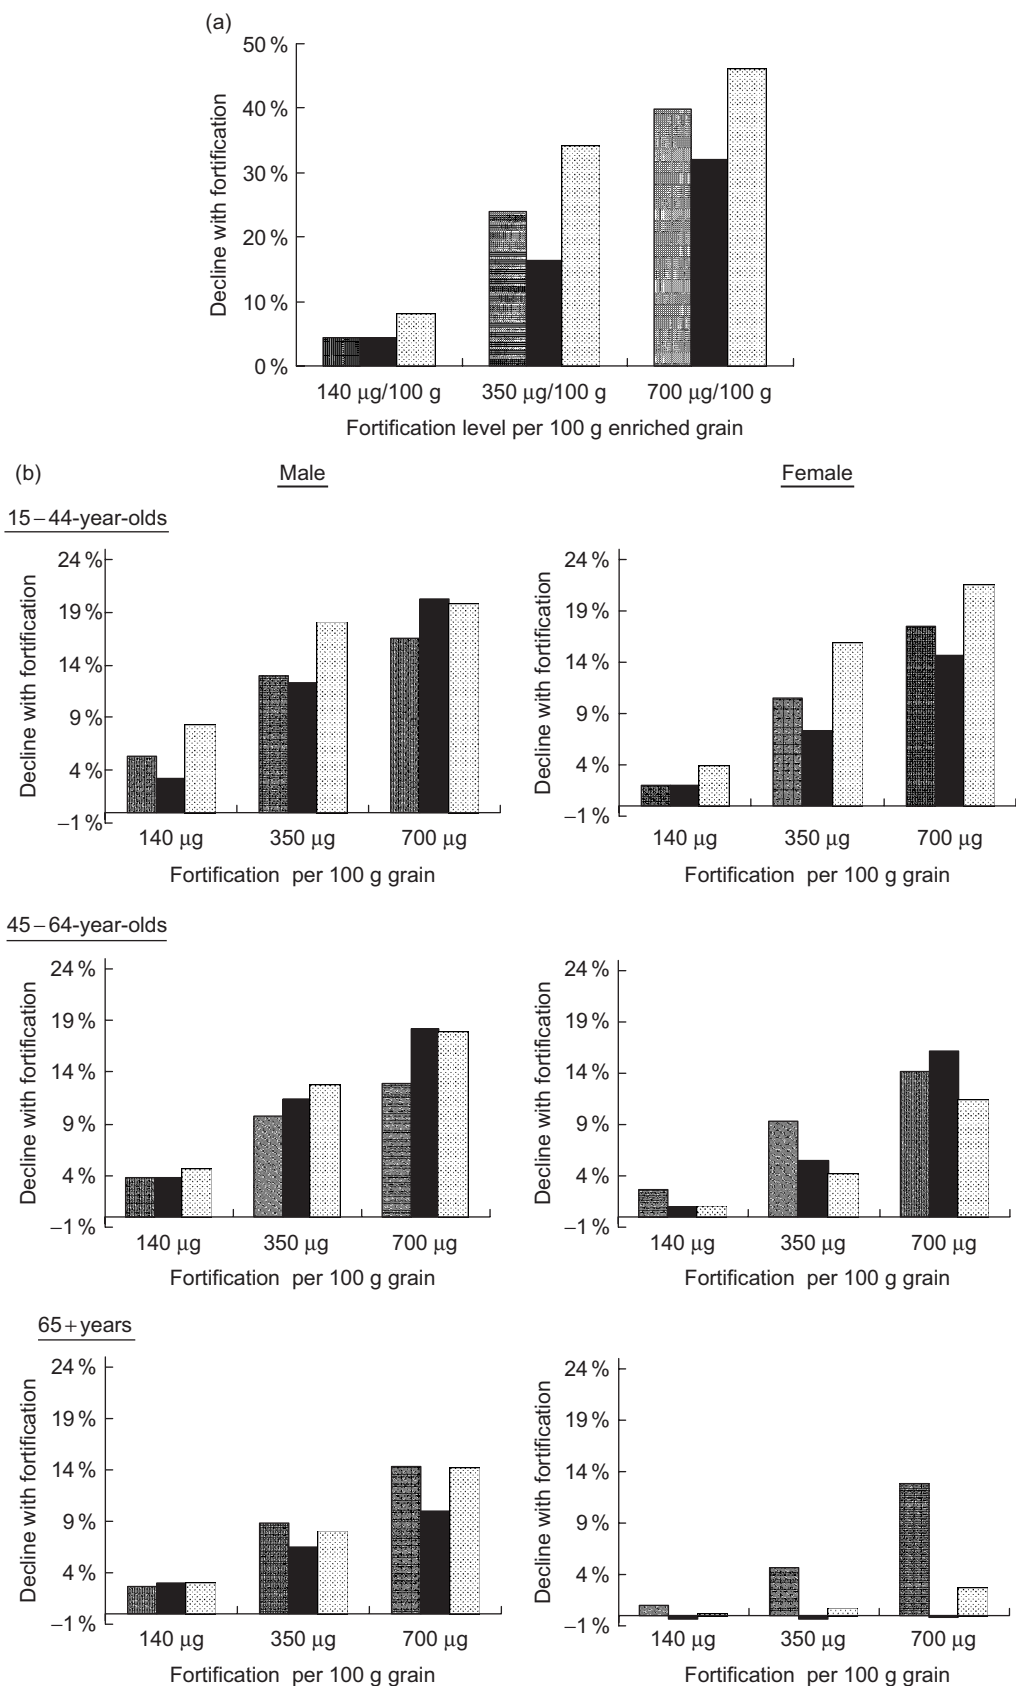 (a)
50 %
40 %
30 %
20 %
10 %
0 %
Decline with fortification
140 µg/100 g 350 µg/100 g 700 µg/100 g
Fortification level per 100 g enriched grain
(b)
Male
Female
15–44-year-olds
24 %
19 %
14 %
9 %
4 %
–1 %
Decline with fortification
140 µg 350 µg 700 µg
Fortification per 100 g grain
24 %
19 %
14 %
9 %
4 %
–1 %
Decline with fortification
140 µg 350 µg 700 µg
Fortification per 100 g grain
45–64-year-olds
24 %
19 %
14 %
9 %
4 %
–1 %
Decline with fortification
140 µg 350 µg 700 µg
Fortification per 100 g grain
24 %
19 %
14 %
9 %
4 %
–1 %
Decline with fortification
140 µg 350 µg 700 µg
Fortification per 100 g grain
65+years
24 %
19 %
14 %
9 %
4 %
–1 %
Decline with fortification
140 µg 350 µg 700 µg
Fortification per 100 g grain
24 %
19 %
14 %
9 %
4 %
–1 %
Decline with fortification
140 µg 350 µg 700 µg
Fortification per 100 g grain